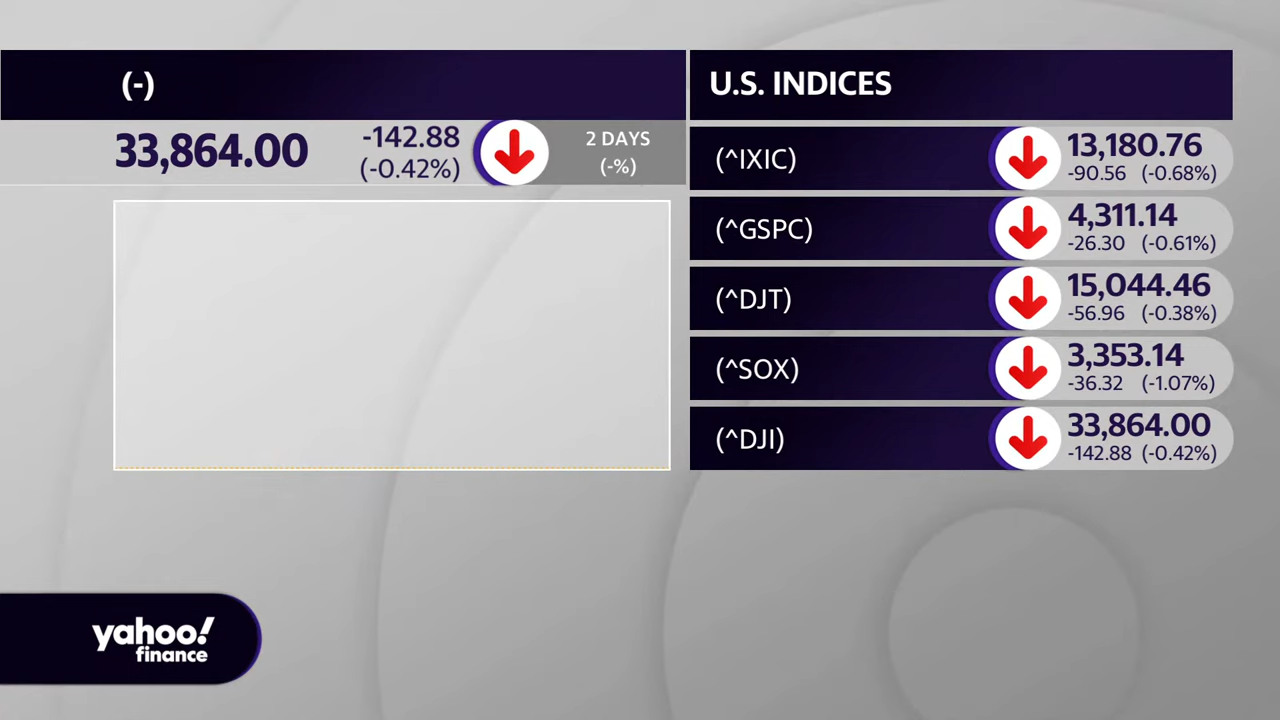 (-)
33,864.00
-142.88
(-0.42%)
2 DAYS
(-%)
U.S. INDICES
(^IXIC)
13,180.76
-90.56 (-0.68%)
(^GSPC)
4,311.14
-26.30 (-0.61%)
(^DJT)
15,044.46
-56.96 (-0.38%)
(^SOX)
3,353.14
-36.32 (-1.07%)
(^DJI)
33,864.00
-142.88 (-0.42%)
yahoo!
finance